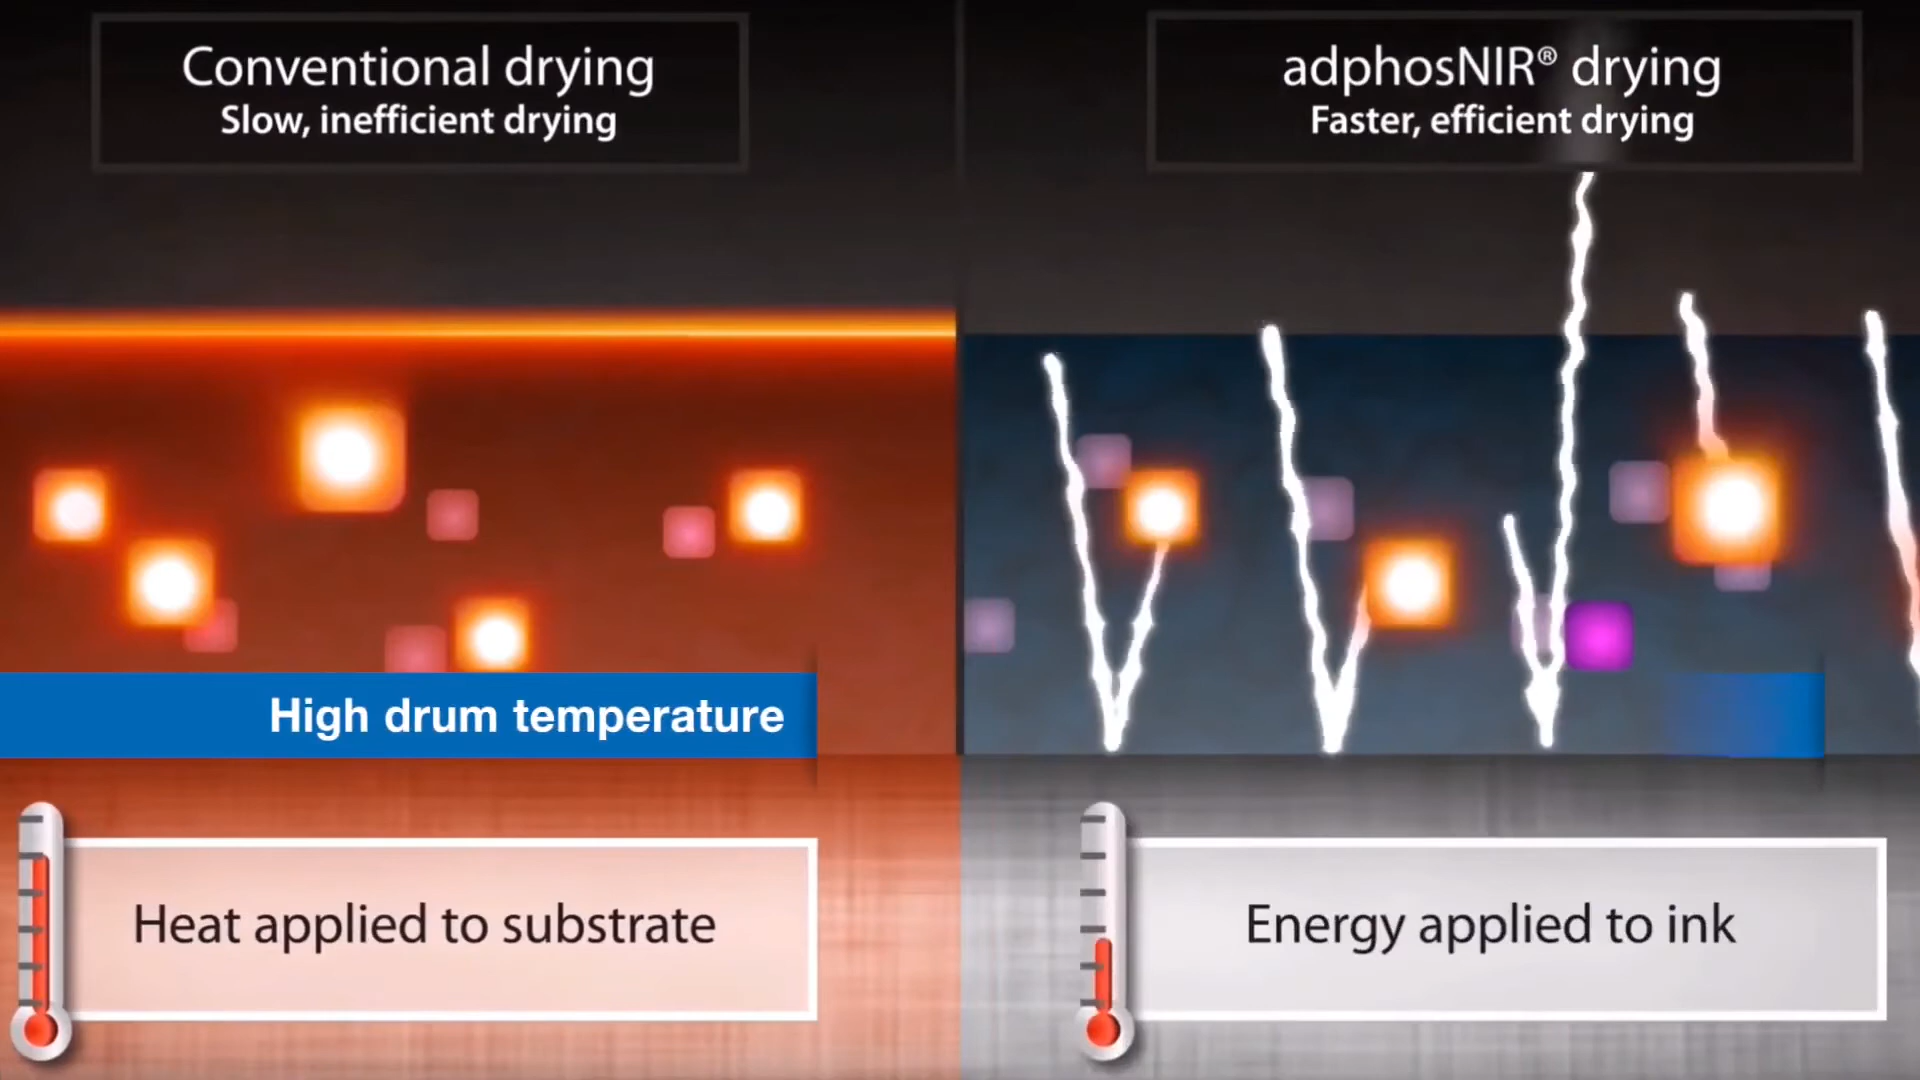 Conventional drying
Slow, inefficient drying
adphosNIR® drying
Faster, efficient drying
High drum temperature
Heat applied to substrate
Energy applied to ink